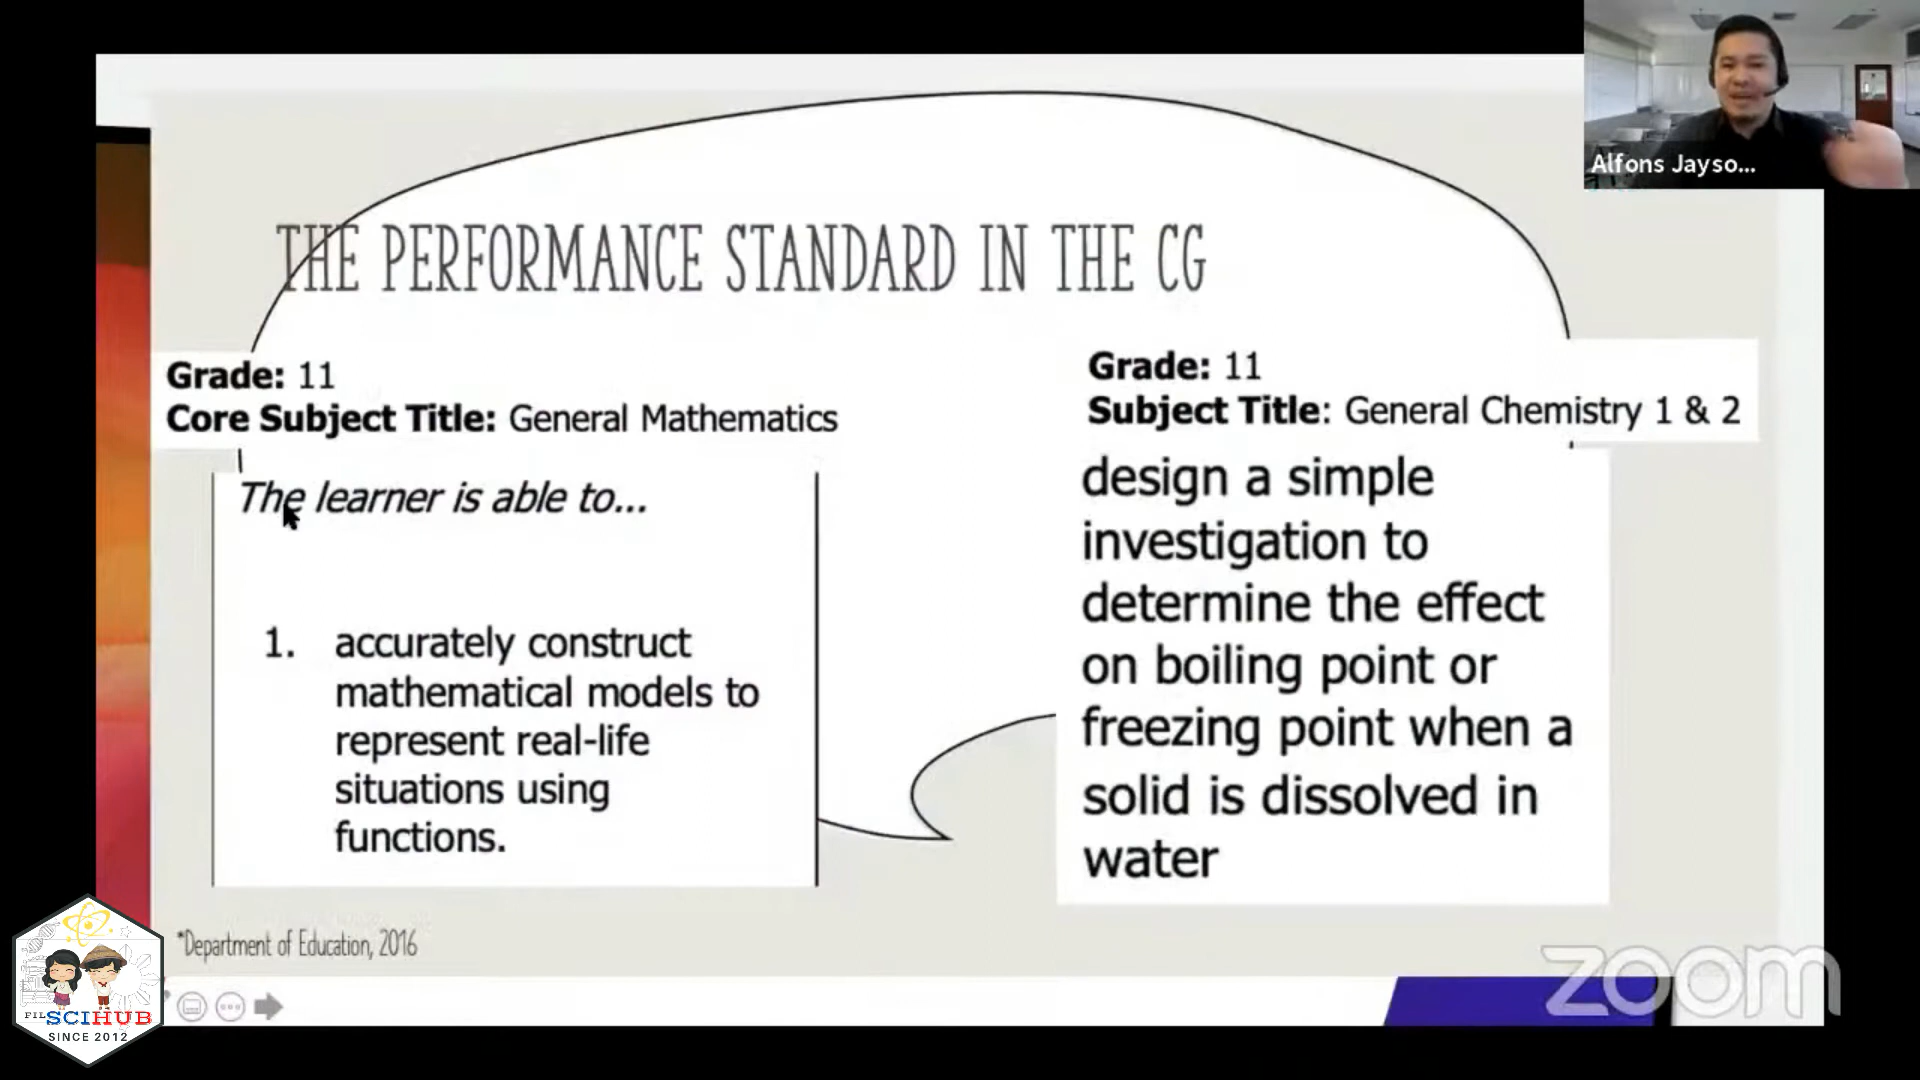 Alfons Jayso...
THE PERFORMANCE STANDARD IN THE CG
Grade: 11
Core Subject Title: General Mathematics
The learner is able to...
1. accurately construct
mathematical models to
represent real-life
situations using
functions.
Grade: 11
Subject Title: General Chemistry 1 & 2
design a simple
investigation to
determine the effect
on boiling point or
freezing point when a
solid is dissolved in
water
*Department of Education, 2016
FIL SCIHUB
SINCE 2012
zoom